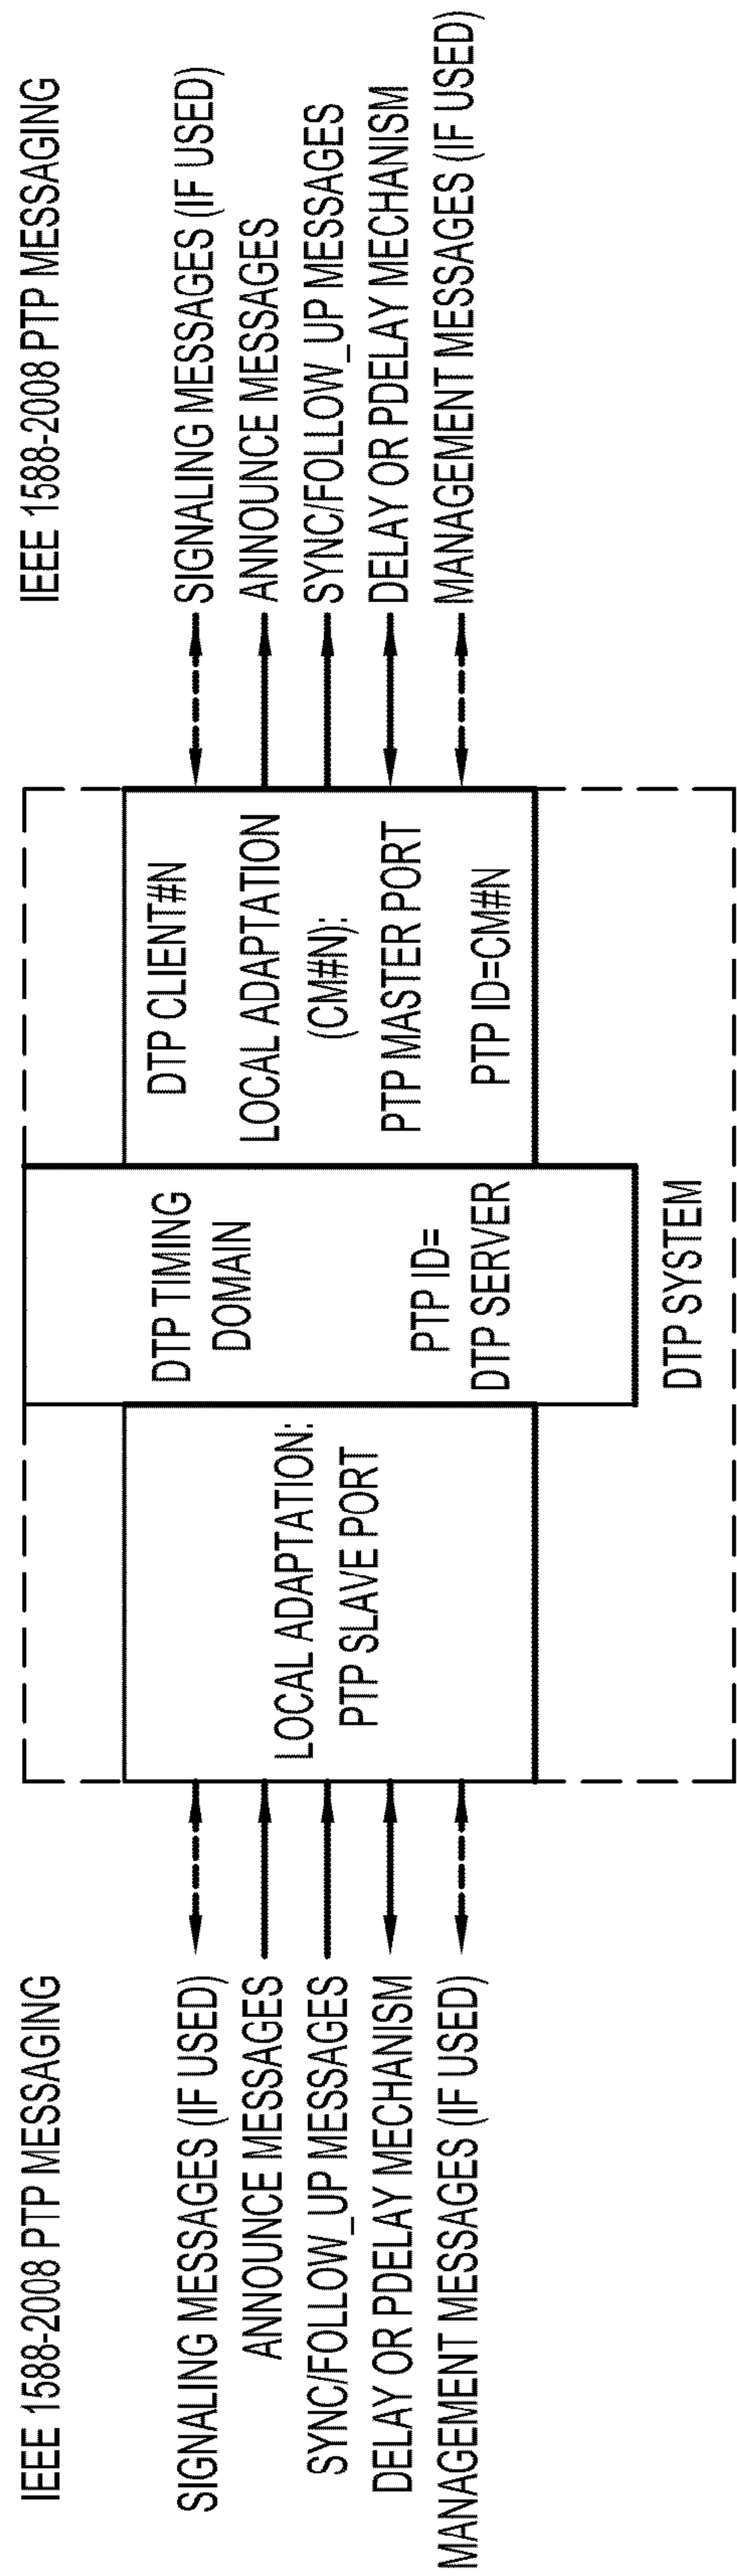 IEEE 1588-2008 PTP MESSAGING
SIGNALING MESSAGES (IF USED)
ANNOUNCE MESSAGES
SYNC/FOLLOW_UP MESSAGES
DELAY OR PDELAY MECHANISM
MANAGEMENT MESSAGES (IF USED)
LOCAL ADAPTATION:
PTP SLAVE PORT
DTP TIMING
DOMAIN
PTP ID=
DTP SERVER
DTP SYSTEM
DTP CLIENT#N
LOCAL ADAPTATION
(CM#N):
PTP MASTER PORT
PTP ID=CM#N
IEEE 1588-2008 PTP MESSAGING
SIGNALING MESSAGES (IF USED)
ANNOUNCE MESSAGES
SYNC/FOLLOW_UP MESSAGES
DELAY OR PDELAY MECHANISM
MANAGEMENT MESSAGES (IF USED)